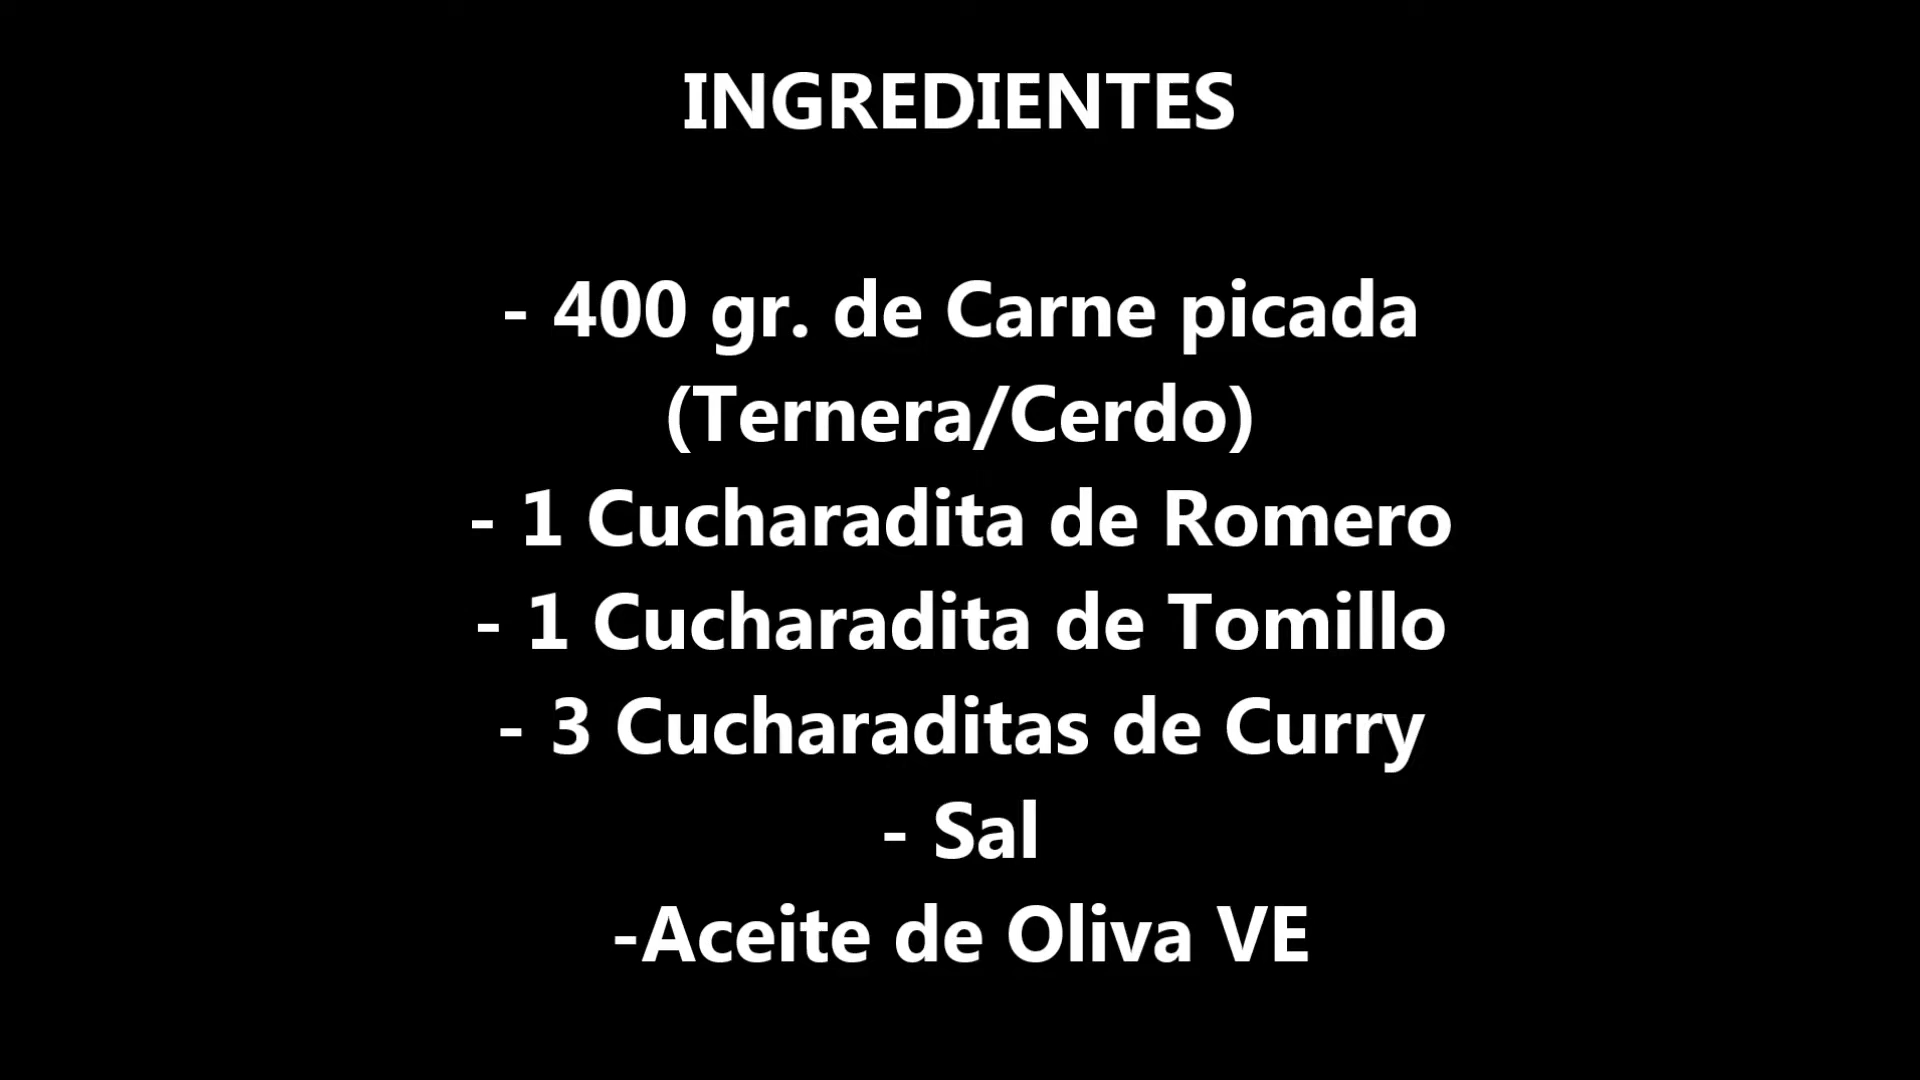 INGREDIENTES
- 400 gr. de Carne picada
(Ternera/Cerdo)
- 1 Cucharadita de Romero
- 1 Cucharadita de Tomillo
- 3 Cucharaditas de Curry
- Sal
-Aceite de Oliva VE